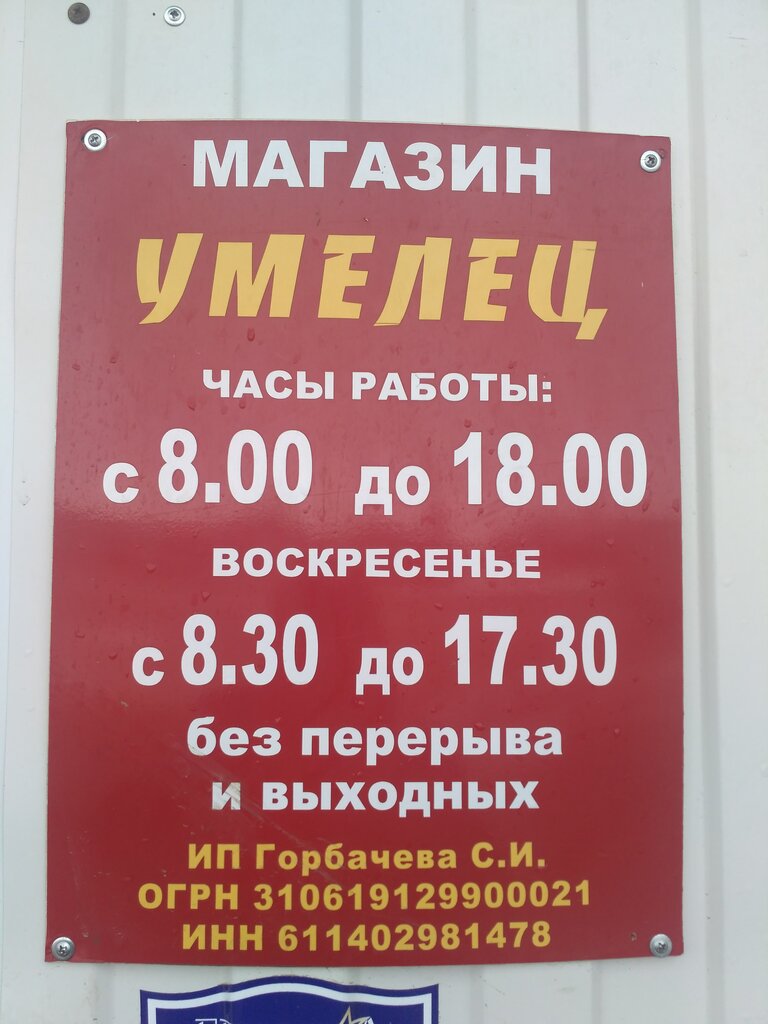 МАГАЗИН
УМЕЛЕЦ
ЧАСЫ РАБОТЫ:
с 8.00 до 18.00
ВОСКРЕСЕНЬЕ
с 8.30 до 17.30
без перерыва
и выходных
ИП Горбачева С.И.
ОГРН 310619129900021
ИНН 611402981478